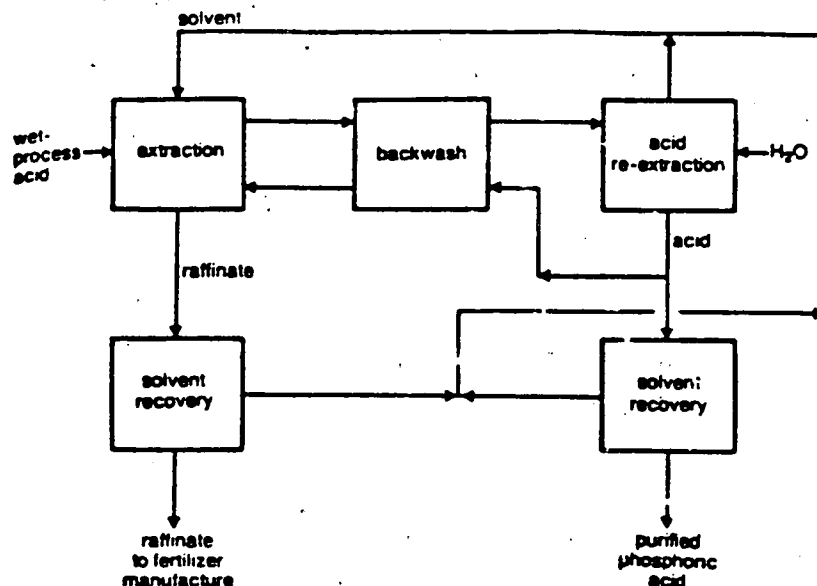 solvent
wet-
process
acid
extraction
backwash
acid
re-extraction
H₂O
raffinate
acid
solvent
recovery
solvent
recovery
raffinate
to fertilizer
manufacture
purified
phosphoric
acid